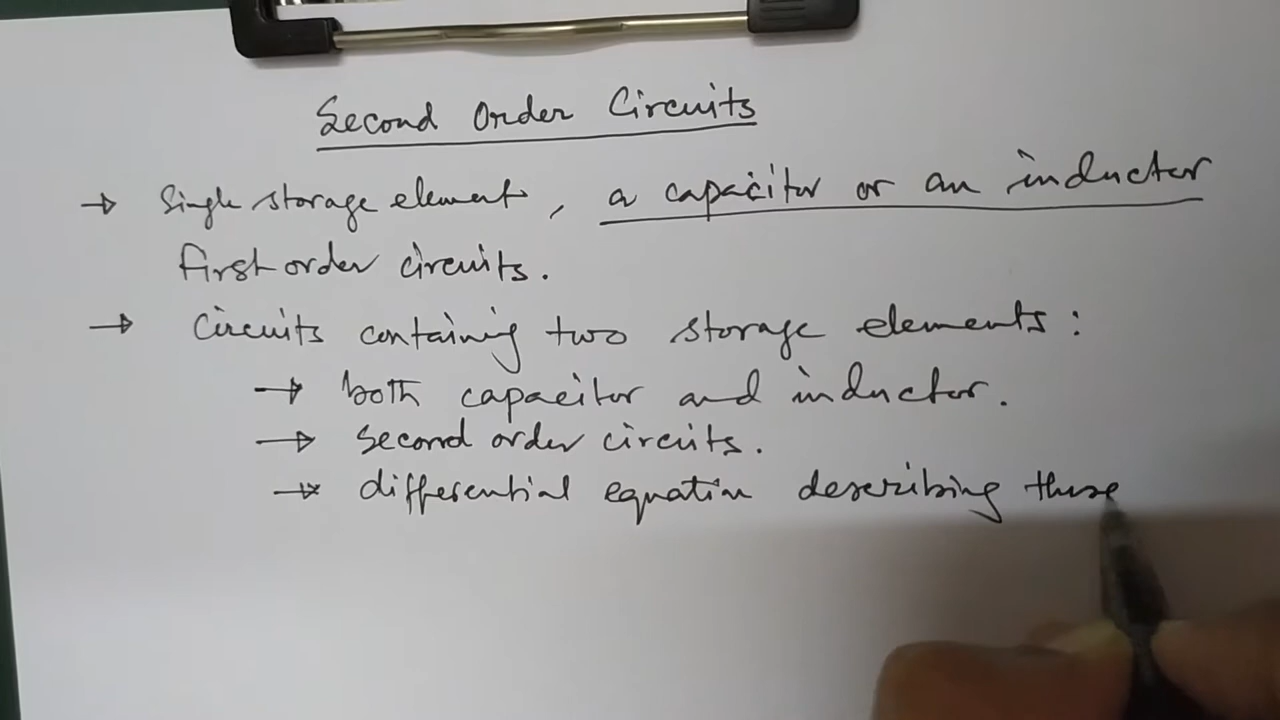 Second Order Circuits
→ Single storage element, a capacitor or an inductor
first order circuits.
→ Circuits containing two storage elements:
→ both capacitor and inductor.
→ second order circuits.
→ differential equation describing these